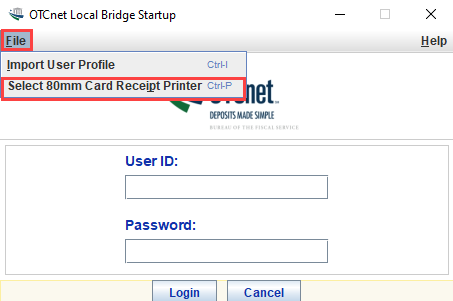 OTCnet Local Bridge Startup
File Help
Import User Profile Ctrl-I
Select 80mm Card Receipt Printer Ctrl-P
OTCnet
DEPOSITS MADE SIMPLE
BUREAU OF THE FISCAL SERVICE
User ID:
Password:
Login Cancel